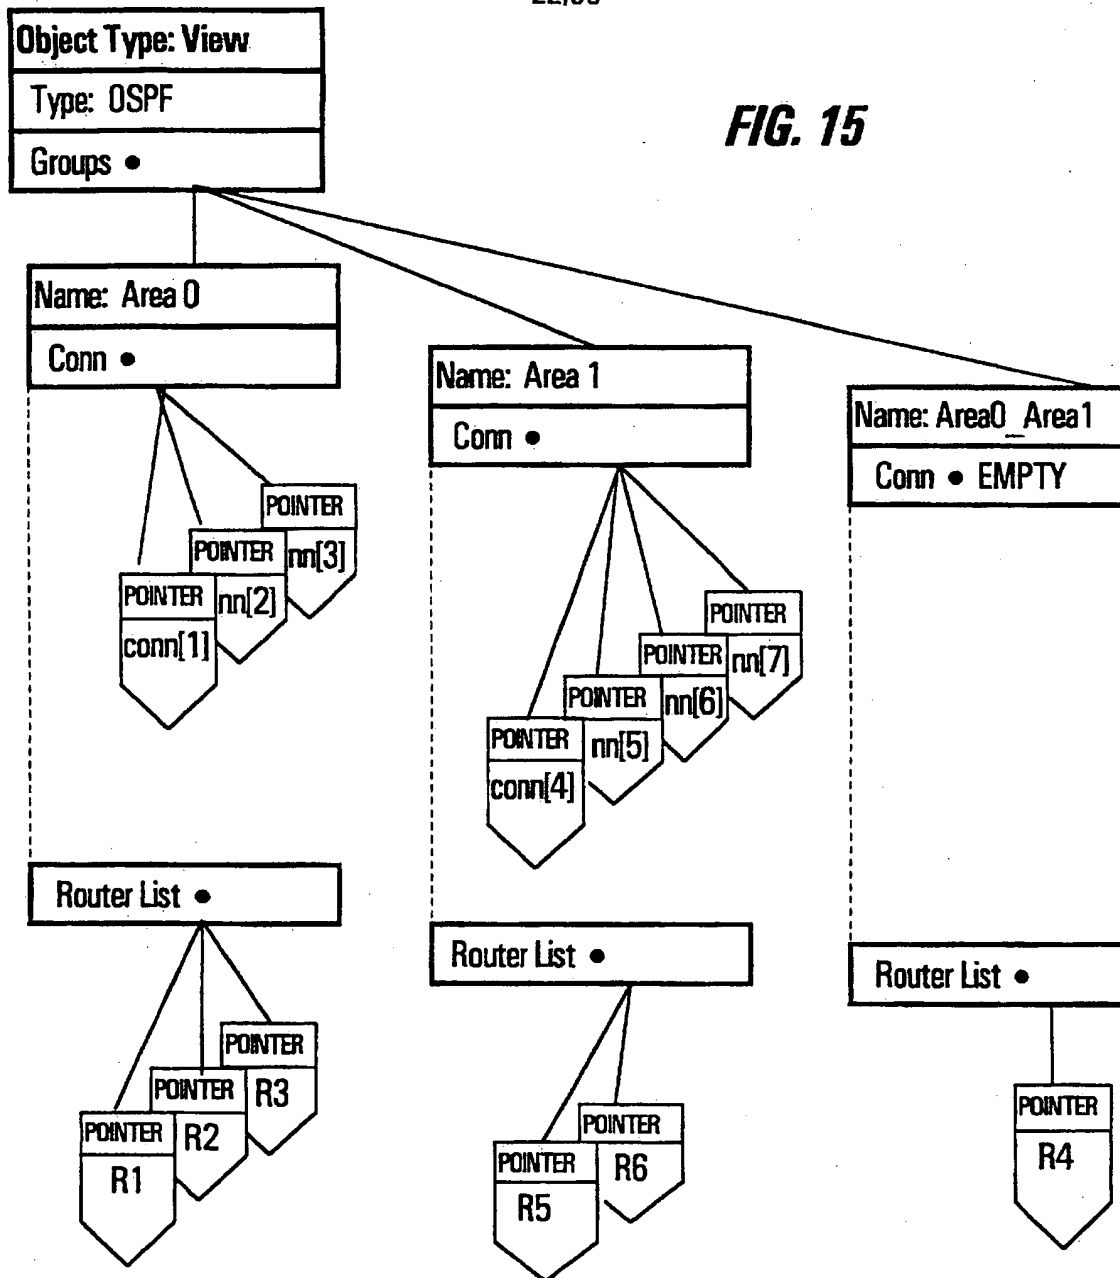 Object Type: View
Type: OSPF
Groups •
FIG. 15
Name: Area 0
Conn •
POINTER
nn[3]
POINTER
nn[2]
POINTER
conn[1]
Name: Area 1
Conn •
POINTER
nn[7]
POINTER
nn[6]
POINTER
nn[5]
POINTER
conn[4]
Name: Area0_Area1
Conn • EMPTY
Router List •
POINTER
R3
POINTER
R2
POINTER
R1
Router List •
POINTER
R6
POINTER
R5
Router List •
POINTER
R4